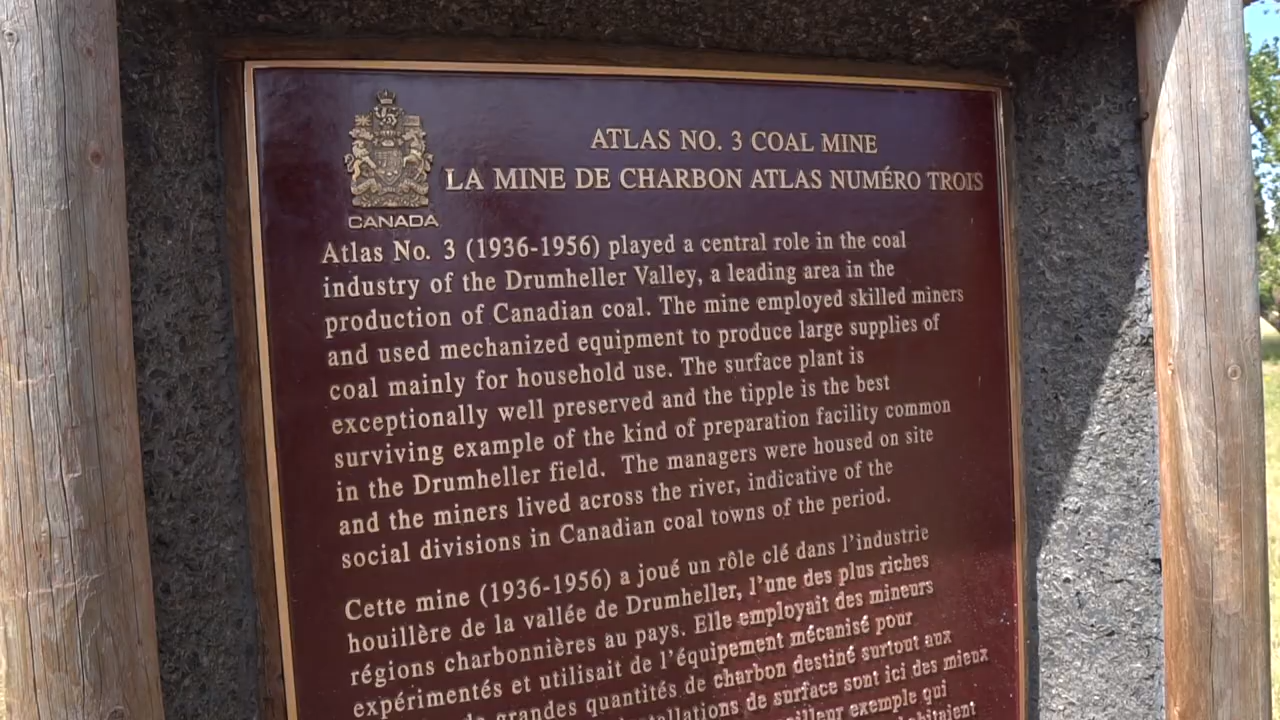 ATLAS NO. 3 COAL MINE
LA MINE DE CHARBON ATLAS NUMÉRO TROIS
CANADA
Atlas No. 3 (1936-1956) played a central role in the coal
industry of the Drumheller Valley, a leading area in the
production of Canadian coal. The mine employed skilled miners
and used mechanized equipment to produce large supplies of
coal mainly for household use. The surface plant is
exceptionally well preserved and the tipple is the best
surviving example of the kind of preparation facility common
in the Drumheller field. The managers were housed on site
and the miners lived across the river, indicative of the
social divisions in Canadian coal towns of the period.
Cette mine (1936-1956) a joué un rôle clé dans l'industrie
houillère de la vallée de Drumheller, l'une des plus riches
régions charbonnières au pays. Elle employait des mineurs
expérimentés et utilisait de l'équipement mécanisé pour
de grandes quantités de charbon destiné surtout aux
installations de surface sont ici des mieux
exemple qui